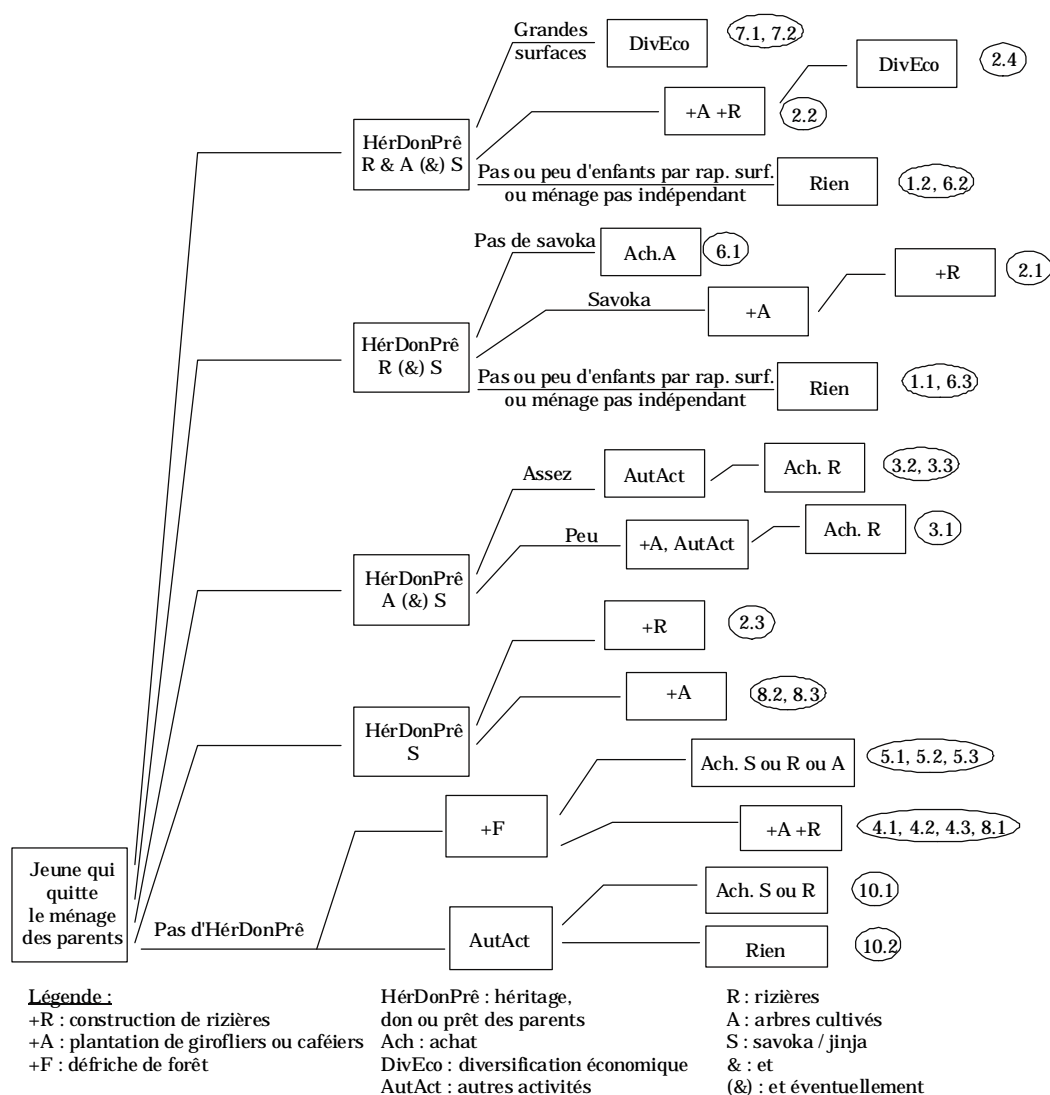 Grandes
surfaces
DivEco
7.1, 7.2
DivEco
2.4
+A +R
2.2
HérDonPrê
R & A (&) S
Pas ou peu d'enfants par rap. surf.
ou ménage pas indépendant
Rien
1.2, 6.2
Pas de savoka
Ach.A
6.1
Savoka
+A
+R
2.1
HérDonPrê
R (&) S
Pas ou peu d'enfants par rap. surf.
ou ménage pas indépendant
Rien
1.1, 6.3
Assez
AutAct
Ach. R
3.2, 3.3
Peu
+A, AutAct
Ach. R
3.1
HérDonPrê
A (&) S
+R
2.3
+A
8.2, 8.3
HérDonPrê
S
Ach. S ou R ou A
5.1, 5.2, 5.3
+F
+A +R
4.1, 4.2, 4.3, 8.1
Jeune qui
quitte
le ménage
des parents
Pas d'HérDonPrê
AutAct
Ach. S ou R
10.1
Rien
10.2
Légende :
+R : construction de rizières
+A : plantation de girofliers ou caféiers
+F : défriche de forêt
HérDonPrê : héritage,
don ou prêt des parents
Ach : achat
DivEco : diversification économique
AutAct : autres activités
R : rizières
A : arbres cultivés
S : savoka / jinja
& : et
(&) : et éventuellement